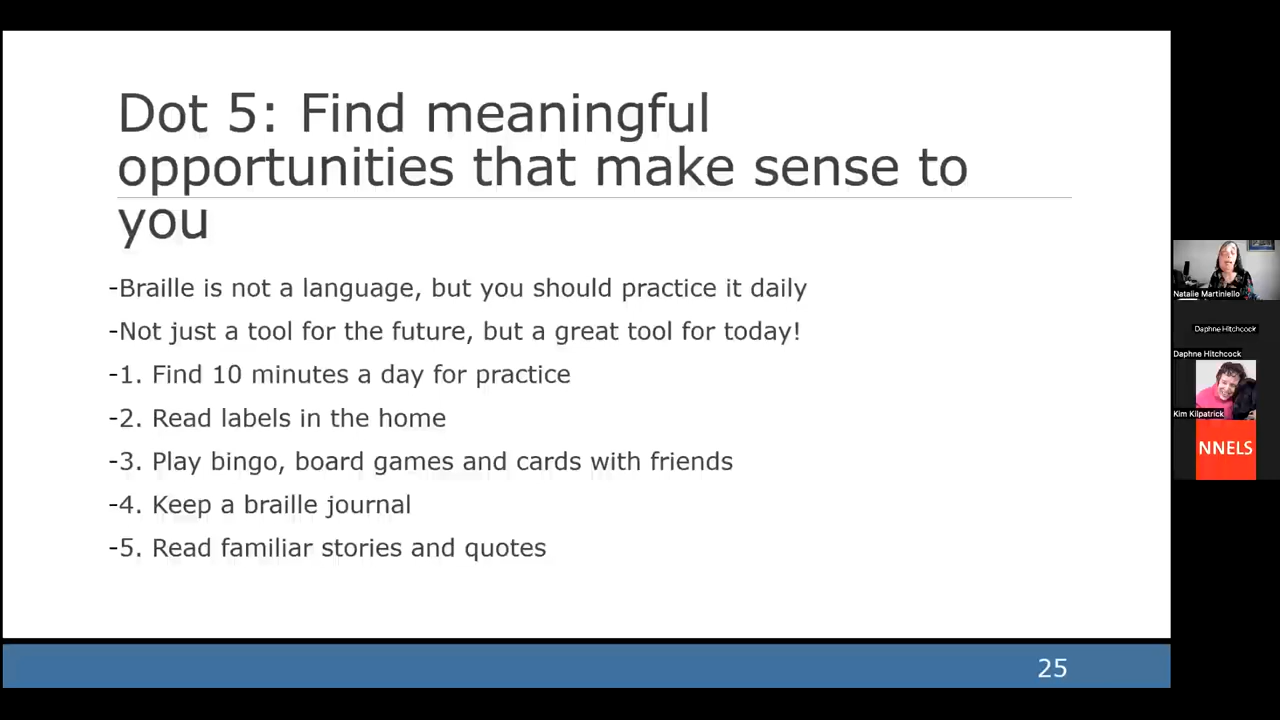 Dot 5: Find meaningful
opportunities that make sense to
you
-Braille is not a language, but you should practice it daily
-Not just a tool for the future, but a great tool for today!
-1. Find 10 minutes a day for practice
-2. Read labels in the home
-3. Play bingo, board games and cards with friends
-4. Keep a braille journal
-5. Read familiar stories and quotes
25
Natalie Martiniello
Daphne Hitchcock
Daphne Hitchcock
Kim Kilpatrick
NNELS